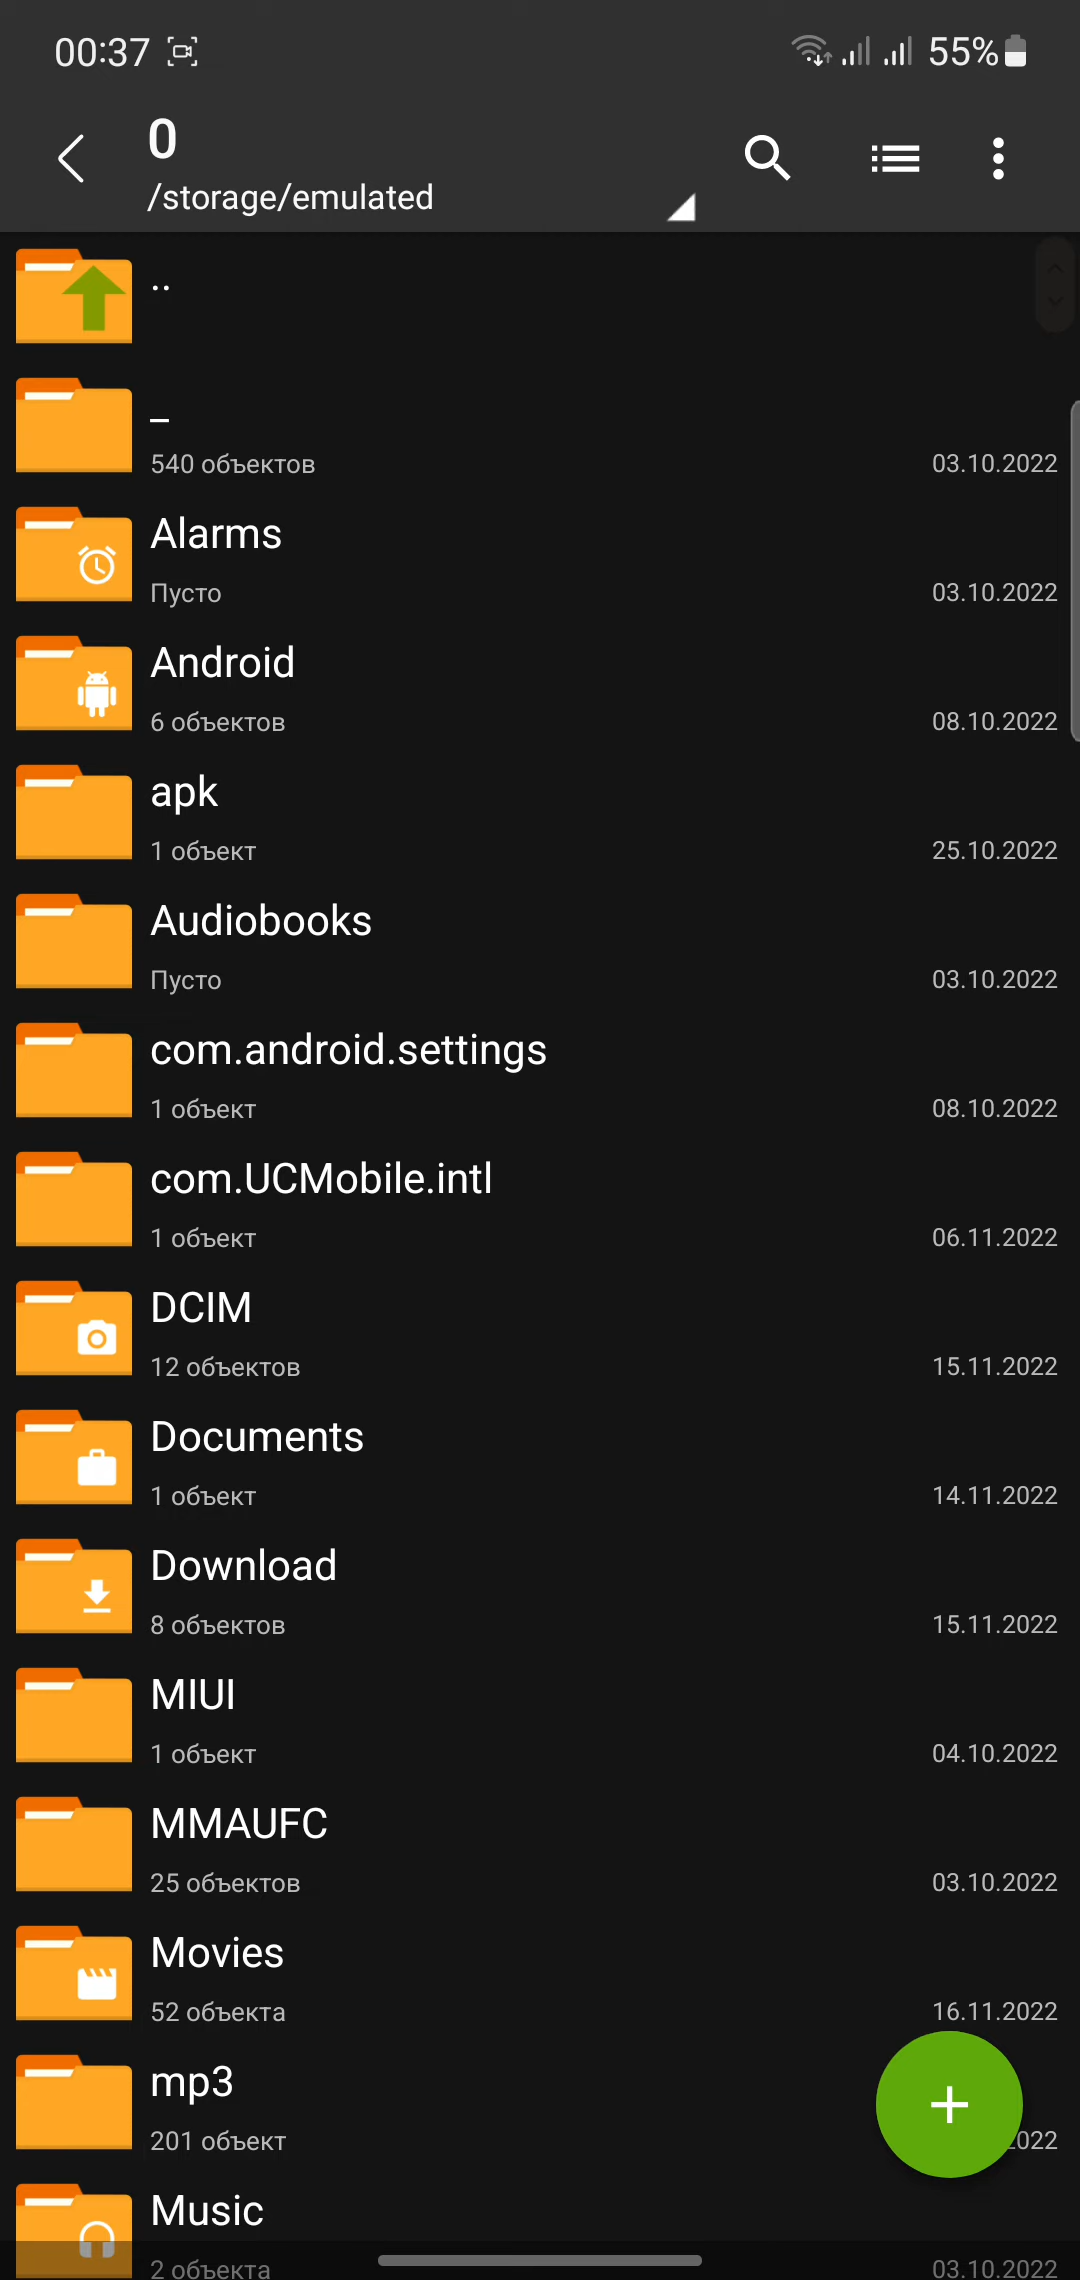 00:37
55%
0
/storage/emulated
..
_
540 объектов 03.10.2022
Alarms
Пусто 03.10.2022
Android
6 объектов 08.10.2022
apk
1 объект 25.10.2022
Audiobooks
Пусто 03.10.2022
com.android.settings
1 объект 08.10.2022
com.UCMobile.intl
1 объект 06.11.2022
DCIM
12 объектов 15.11.2022
Documents
1 объект 14.11.2022
Download
8 объектов 15.11.2022
MIUI
1 объект 04.10.2022
MMAUFC
25 объектов 03.10.2022
Movies
52 объекта 16.11.2022
mp3
201 объект
Music
2 объекта 03.10.2022